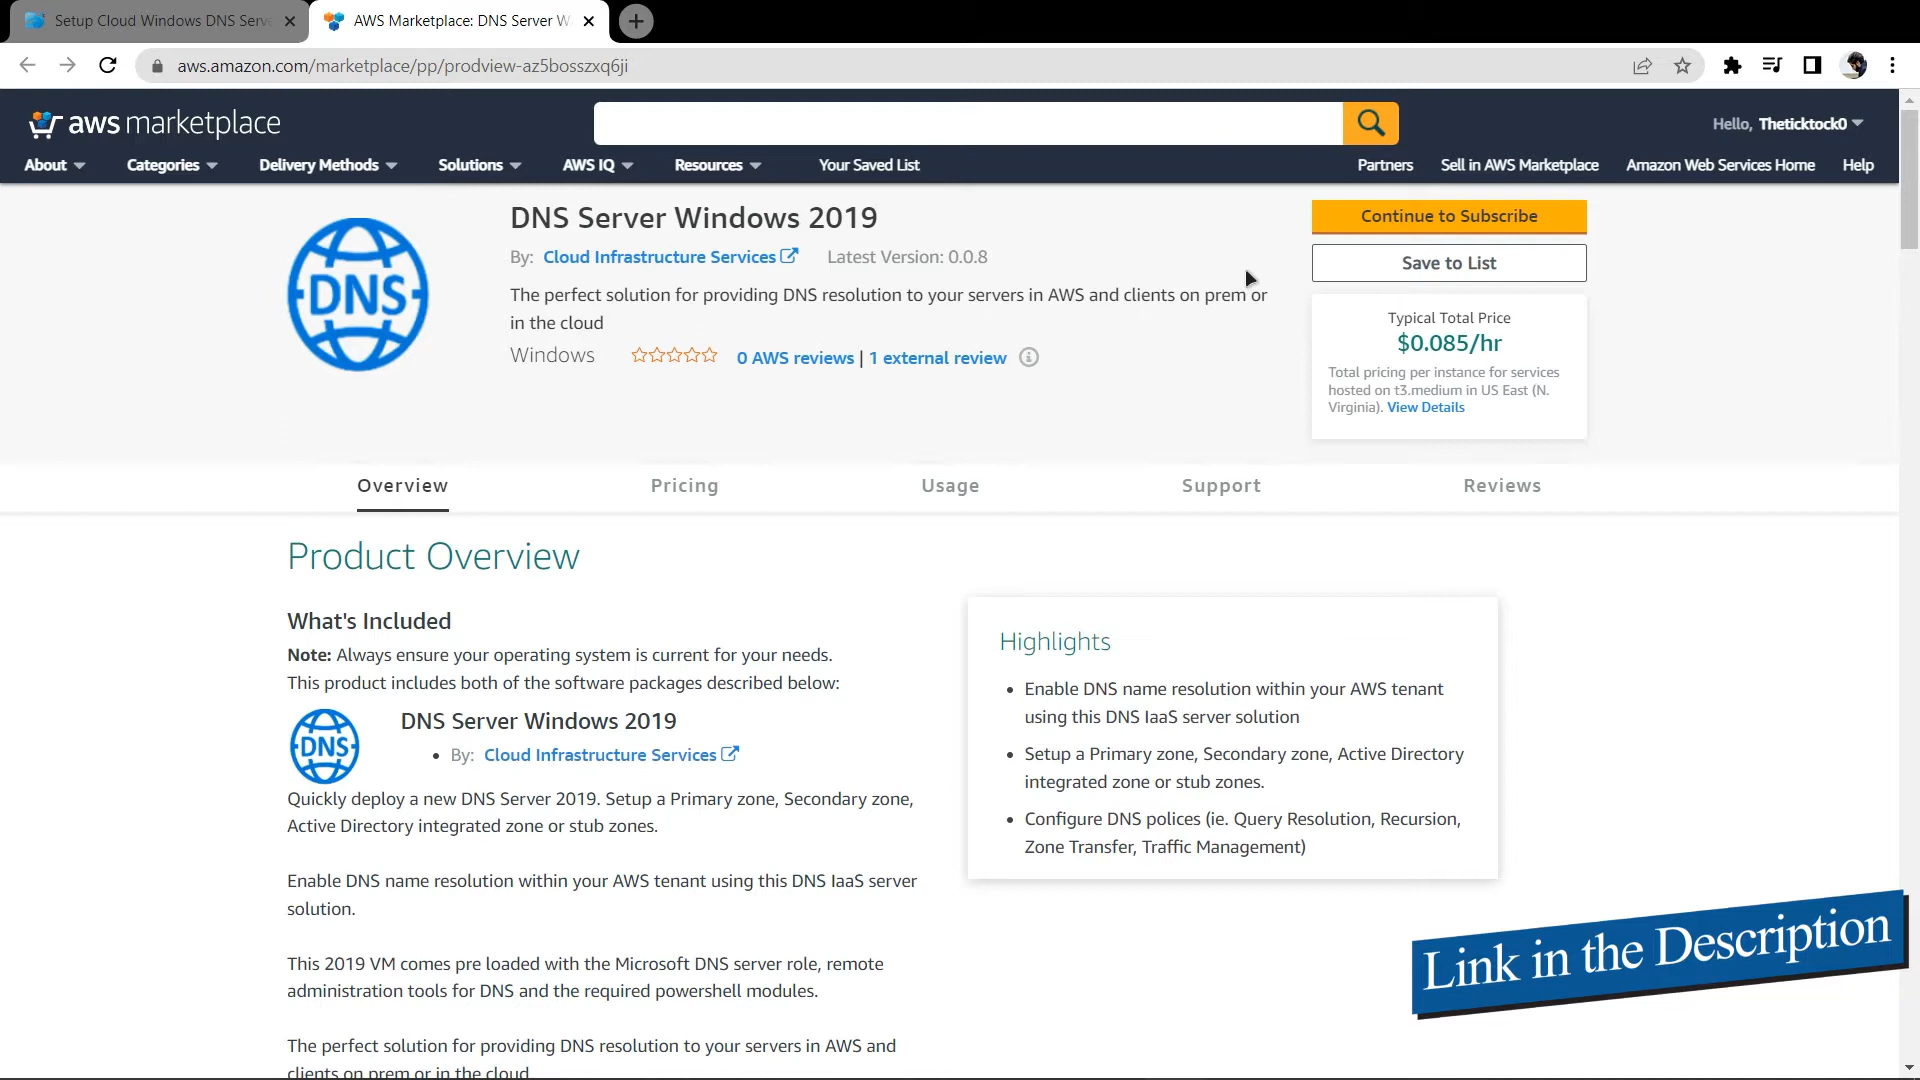 Setup Cloud Windows DNS Serve
AWS Marketplace: DNS Server W
aws.amazon.com/marketplace/pp/prodview-az5bosszxq6ji
aws marketplace
Hello, Theticktock0
About
Categories
Delivery Methods
Solutions
AWS IQ
Resources
Your Saved List
Partners
Sell in AWS Marketplace
Amazon Web Services Home
Help
DNS
DNS Server Windows 2019
By: Cloud Infrastructure Services
Latest Version: 0.0.8
The perfect solution for providing DNS resolution to your servers in AWS and clients on prem or
in the cloud
Windows
0 AWS reviews | 1 external review
Continue to Subscribe
Save to List
Typical Total Price
$0.085/hr
Total pricing per instance for services
hosted on t3.medium in US East (N.
Virginia). View Details
Overview
Pricing
Usage
Support
Reviews
Product Overview
What's Included
Note: Always ensure your operating system is current for your needs.
This product includes both of the software packages described below:
DNS
DNS Server Windows 2019
By: Cloud Infrastructure Services
Quickly deploy a new DNS Server 2019. Setup a Primary zone, Secondary zone,
Active Directory integrated zone or stub zones.
Enable DNS name resolution within your AWS tenant using this DNS IaaS server
solution.
This 2019 VM comes pre loaded with the Microsoft DNS server role, remote
administration tools for DNS and the required powershell modules.
The perfect solution for providing DNS resolution to your servers in AWS and
clients on prem or in the cloud.
Highlights
Enable DNS name resolution within your AWS tenant
using this DNS IaaS server solution
Setup a Primary zone, Secondary zone, Active Directory
integrated zone or stub zones.
Configure DNS polices (ie. Query Resolution, Recursion,
Zone Transfer, Traffic Management)
Link in the Description